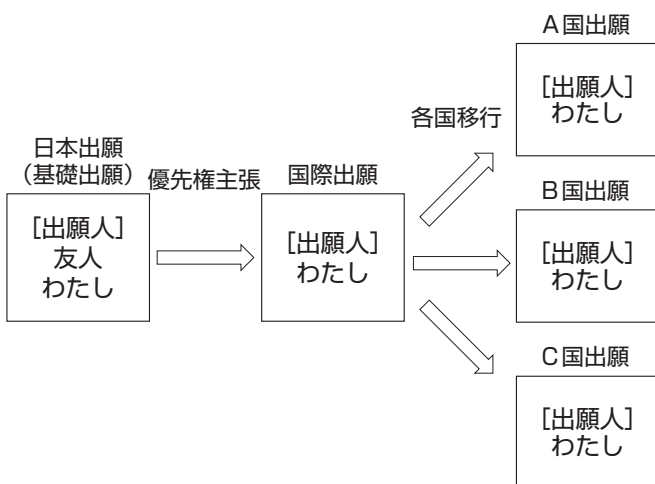 日本出願
（基礎出願）
[出願人]
友人
わたし
優先権主張
国際出願
[出願人]
わたし
各国移行
A国出願
[出願人]
わたし
B国出願
[出願人]
わたし
C国出願
[出願人]
わたし